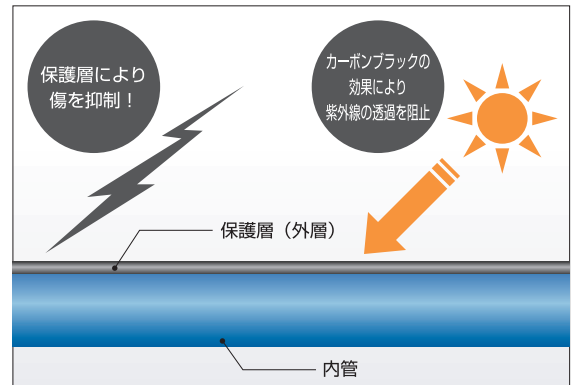 保護層により
傷を抑制！
カーボンブラックの
効果により
紫外線の透過を阻止
保護層（外層）
内管